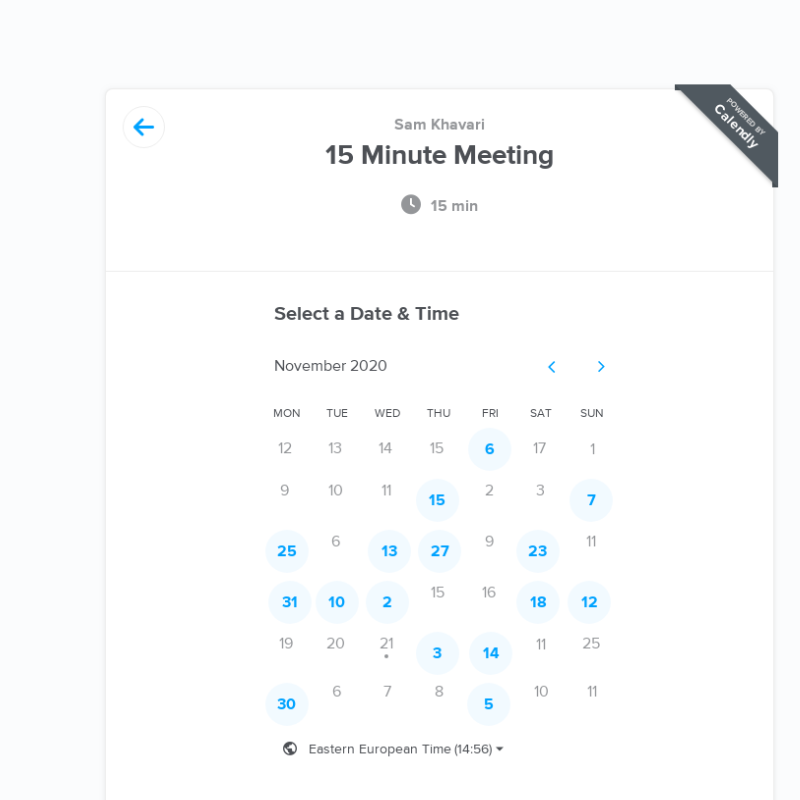 POWERED BY
Calendly
Sam Khavari
15 Minute Meeting
15 min
Select a Date & Time
November 2020
MON TUE WED THU FRI SAT SUN
12 13 14 15 6 17 1
9 10 11 15 2 3 7
25 6 13 27 9 23 11
31 10 2 15 16 18 12
19 20 21 3 14 11 25
30 6 7 8 5 10 11
Eastern European Time (14:56)